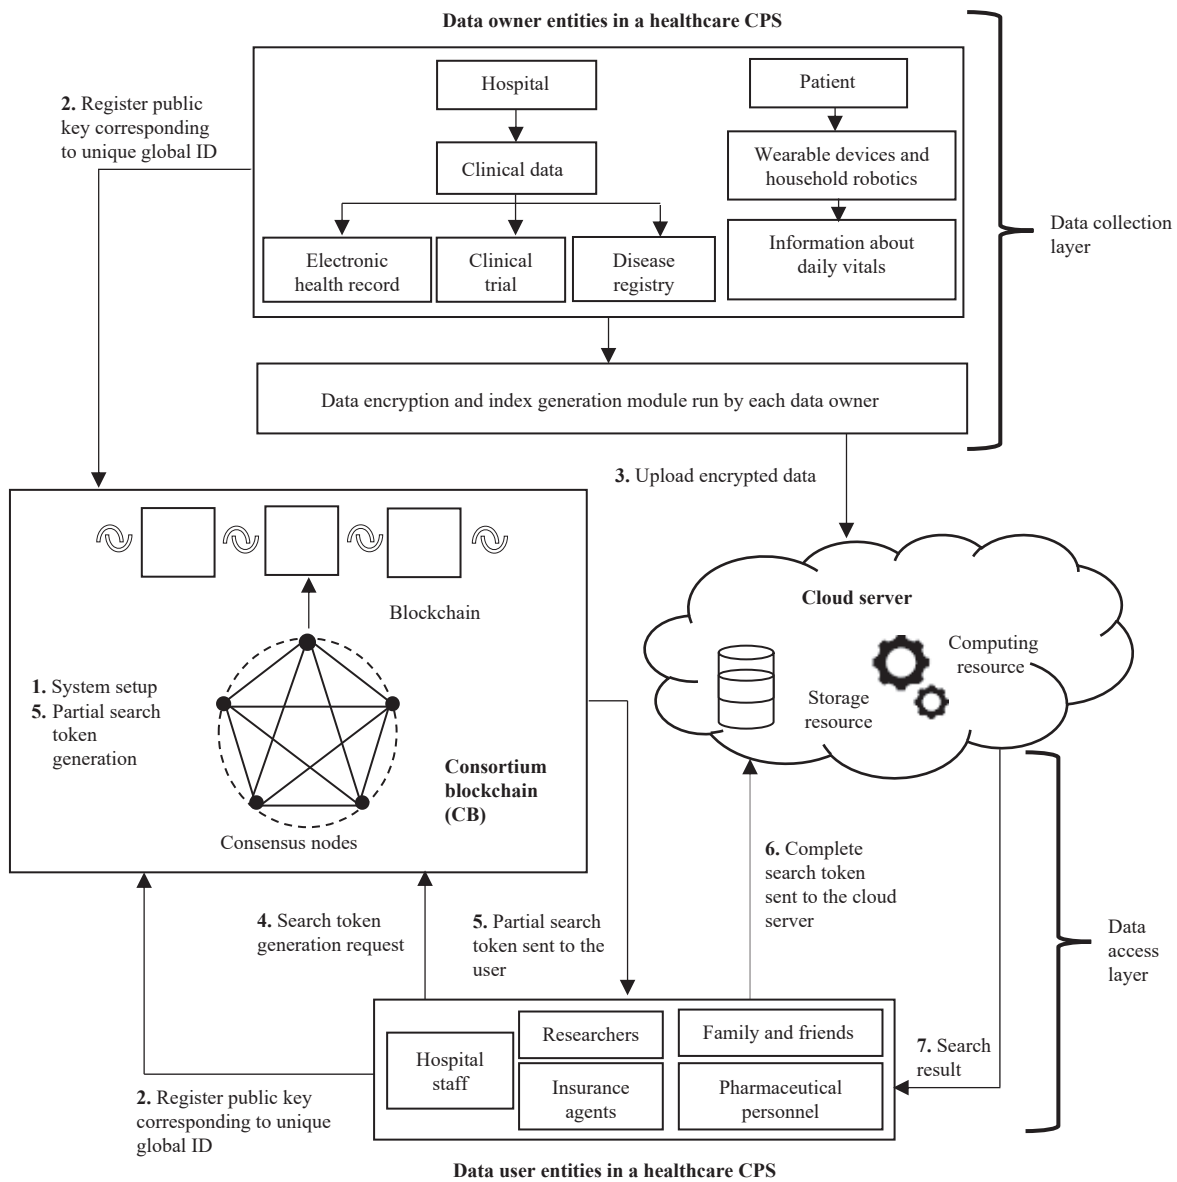 Data owner entities in a healthcare CPS
Hospital
Patient
2. Register public
key corresponding
to unique global ID
Clinical data
Wearable devices and
household robotics
Electronic
health record
Clinical
trial
Disease
registry
Information about
daily vitals
Data collection
layer
Data encryption and index generation module run by each data owner
3. Upload encrypted data
Blockchain
1. System setup
5. Partial search
token
generation
Consortium
blockchain
(CB)
Consensus nodes
Cloud server
Computing
resource
Storage
resource
4. Search token
generation request
5. Partial search
token sent to the
user
6. Complete
search token
sent to the cloud
server
Data
access
layer
7. Search
result
Hospital
staff
Researchers
Family and friends
Insurance
agents
Pharmaceutical
personnel
2. Register public key
corresponding to unique
global ID
Data user entities in a healthcare CPS